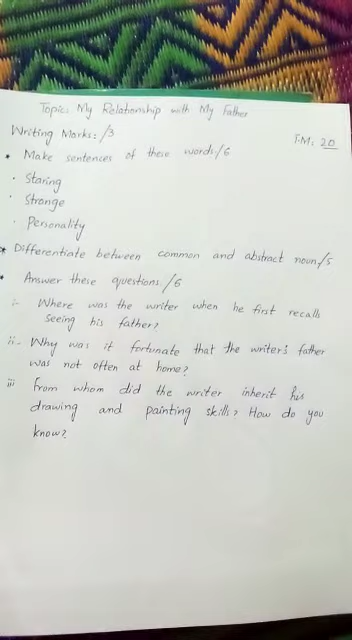 Topic: My Relationship with My Father
Writing Marks: /3
T.M: 20
* Make sentences of these words/6
· Staring
· Strange
· Personality
* Differentiate between common and abstract noun/5
* Answer these questions/6
i- Where was the writer when he first recalls
seeing his father?
ii- Why was it fortunate that the writer's father
was not often at home?
iii From whom did the writer inherit his
drawing and painting skills? How do you
know?